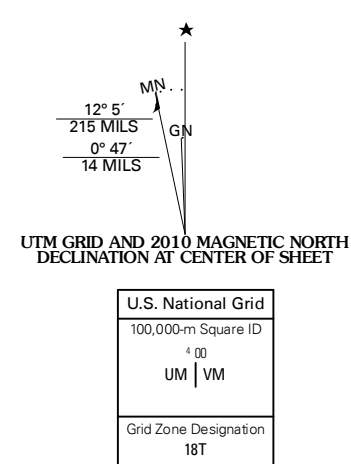 MN
GN
12° 5´
215 MILS
0° 47´
14 MILS
UTM GRID AND 2010 MAGNETIC NORTH
DECLINATION AT CENTER OF SHEET
U.S. National Grid
100,000-m Square ID
4 00
UM VM
Grid Zone Designation
18T